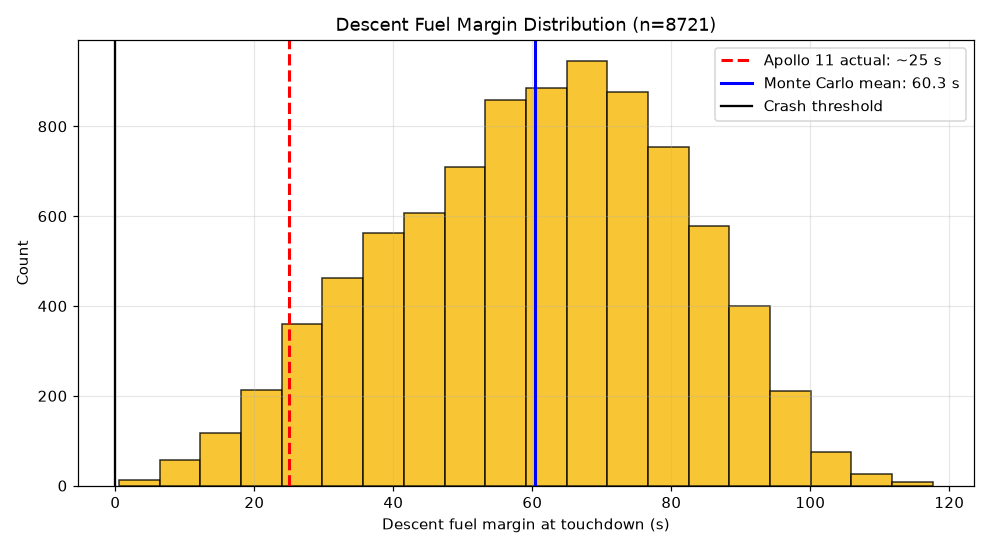 Descent Fuel Margin Distribution (n=8721)
Apollo 11 actual: ~25 s
Monte Carlo mean: 60.3 s
Crash threshold
Count
800
600
400
200
0
0 20 40 60 80 100 120
Descent fuel margin at touchdown (s)